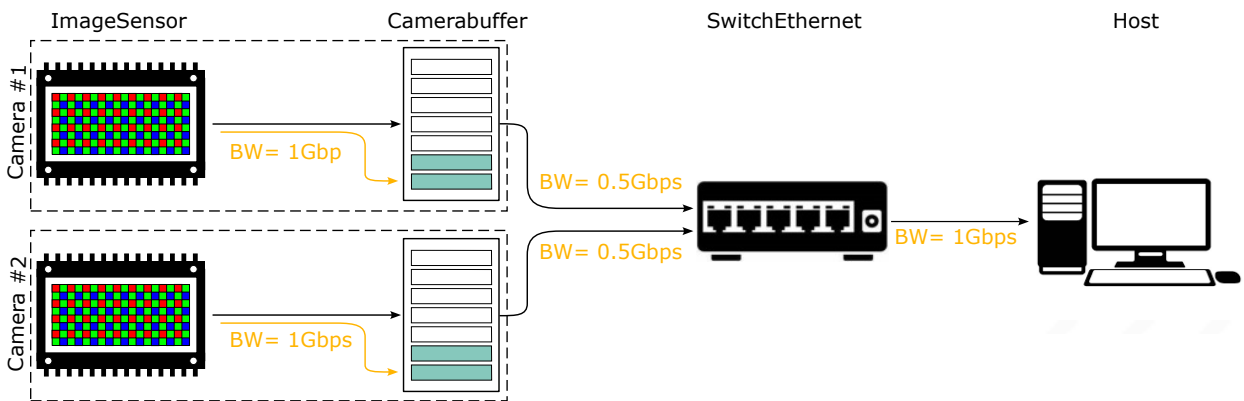 ImageSensor
Camerabuffer
SwitchEthernet
Host
Camera #1
BW= 1Gbp
BW= 0.5Gbps
BW= 0.5Gbps
BW= 1Gbps
Camera #2
BW= 1Gbps